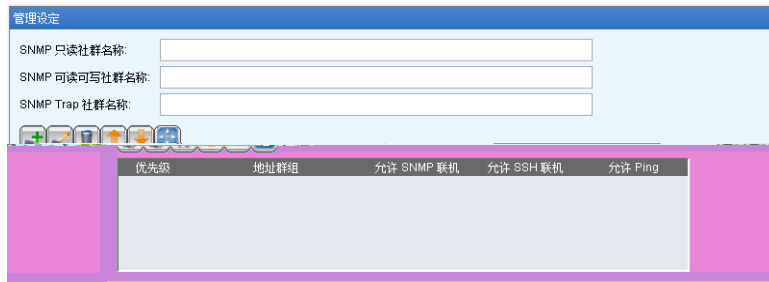 管理设定
SNMP 只读社群名称:
SNMP 可读可写社群名称:
SNMP Trap 社群名称:
优先级 地址群组 允许 SNMP 联机 允许 SSH 联机 允许 Ping